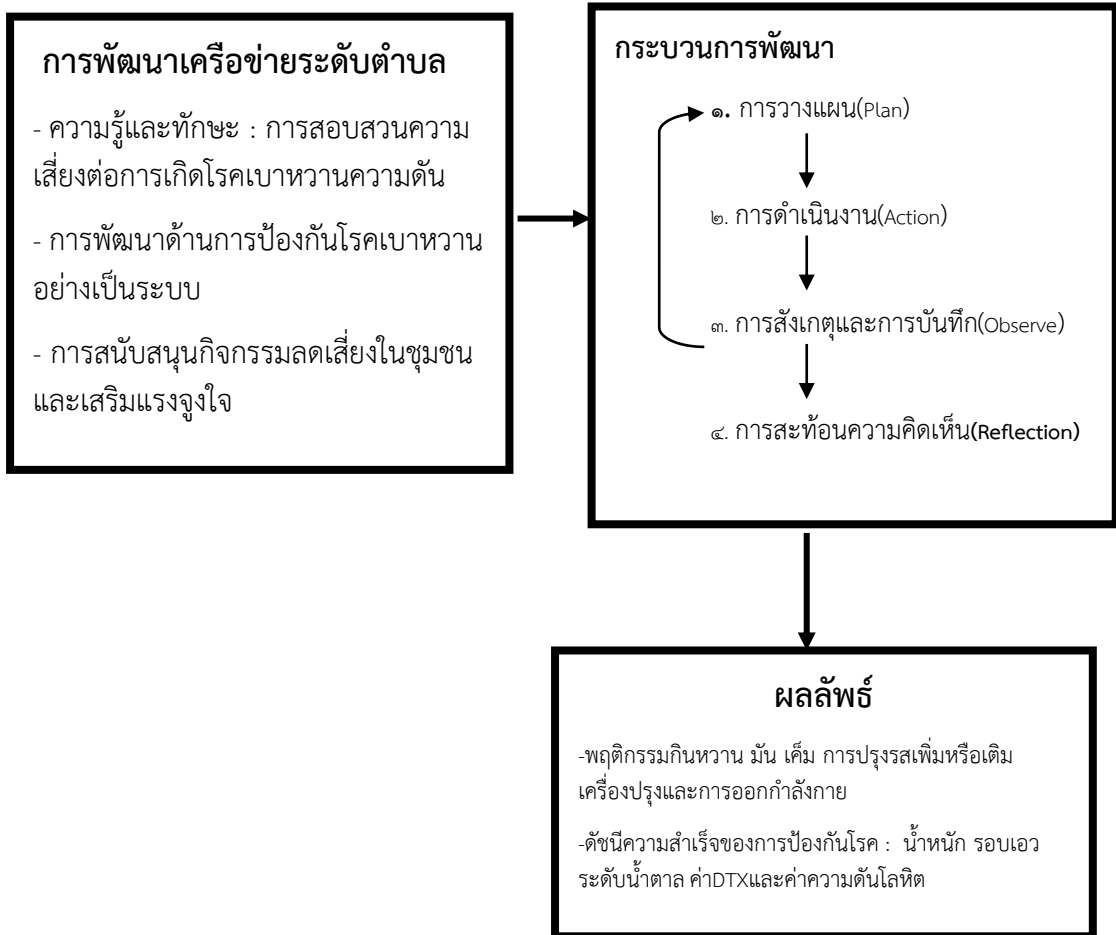 การพัฒนาเครือข่ายระดับตำบล
- ความรู้และทักษะ : การสอบสวนความ
เสี่ยงต่อการเกิดโรคเบาหวานความดัน
- การพัฒนาด้านการป้องกันโรคเบาหวาน
อย่างเป็นระบบ
- การสนับสนุนกิจกรรมลดเสี่ยงในชุมชน
และเสริมแรงจูงใจ
กระบวนการพัฒนา
๑. การวางแผน(Plan)
๒. การดำเนินงาน(Action)
๓. การสังเกตุและการบันทึก(Observe)
๔. การสะท้อนความคิดเห็น(Reflection)
ผลลัพธ์
-พฤติกรรมกินหวาน มัน เค็ม การปรุงรสเพิ่มหรือเติม
เครื่องปรุงและการออกกำลังกาย
-ดัชนีความสำเร็จของการป้องกันโรค : น้ำหนัก รอบเอว
ระดับน้ำตาล ค่าDTXและค่าความดันโลหิต